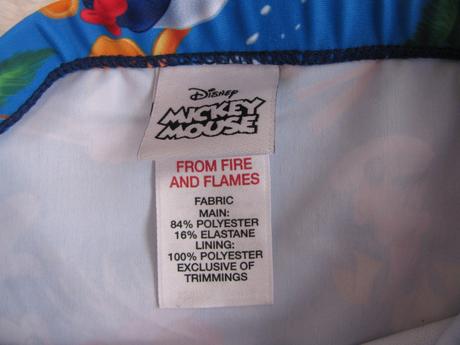 Disney
MICKEY
MOUSE
FROM FIRE
AND FLAMES
FABRIC
MAIN:
84% POLYESTER
16% ELASTANE
LINING:
100% POLYESTER
EXCLUSIVE OF
TRIMMINGS